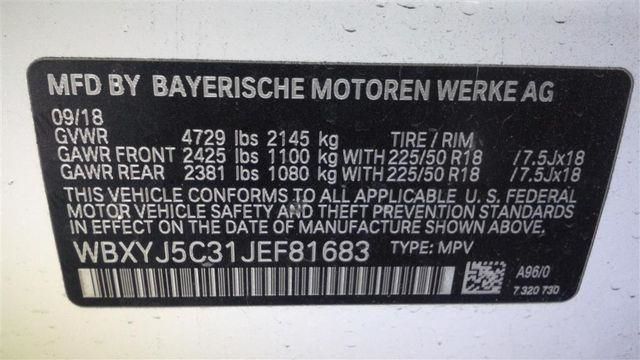 MFD BY BAYERISCHE MOTOREN WERKE AG
09/18
GVWR 4729 lbs 2145 kg TIRE / RIM
GAWR FRONT 2425 lbs 1100 kg WITH 225/50 R18 /7.5Jx18
GAWR REAR 2381 lbs 1080 kg WITH 225/50 R18 /7.5Jx18
THIS VEHICLE CONFORMS TO ALL APPLICABLE U. S. FEDERAL
MOTOR VEHICLE SAFETY
STANDARDS IN EFFECT ON THE DATE OF MANUFACTURE SHOWN ABOVE.
WBXYJ5C31JEF81683 TYPE: MPV
A96/0
7 320 730